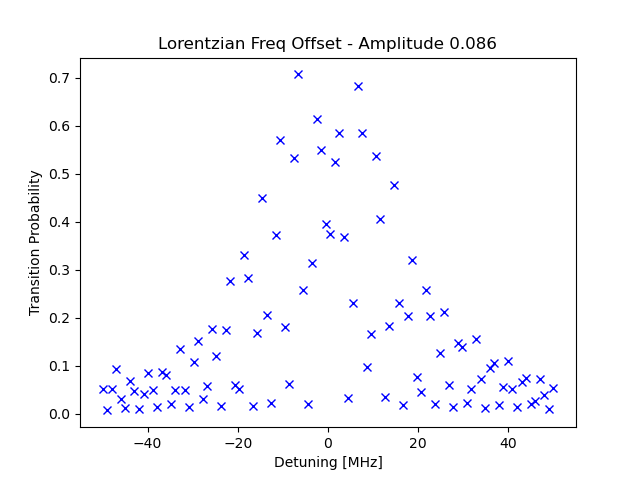 Lorentzian Freq Offset - Amplitude 0.086
Transition Probability
0.7
0.6
0.5
0.4
0.3
0.2
0.1
0.0
−40 −20 0 20 40
Detuning [MHz]